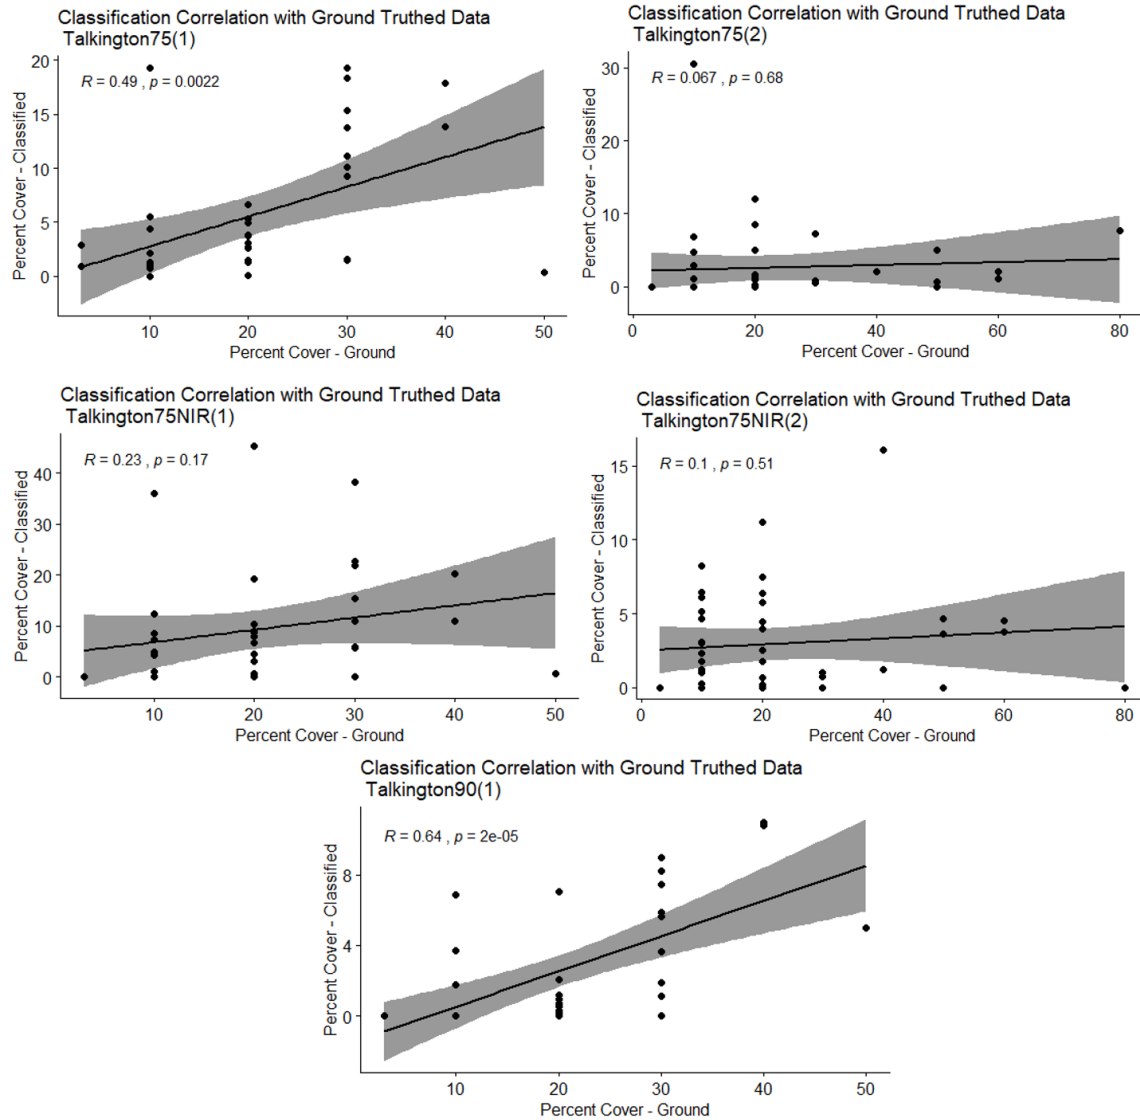 Classification Correlation with Ground Truthed Data
Talkington75(1)
R = 0.49 , p = 0.0022
20
15
10
5
0
Percent Cover - Classified
10 20 30 40 50
Percent Cover - Ground
Classification Correlation with Ground Truthed Data
Talkington75(2)
R = 0.067 , p = 0.68
30
20
10
0
Percent Cover - Classified
0 20 40 60 80
Percent Cover - Ground
Classification Correlation with Ground Truthed Data
Talkington75NIR(1)
R = 0.23 , p = 0.17
40
30
20
10
0
Percent Cover - Classified
10 20 30 40 50
Percent Cover - Ground
Classification Correlation with Ground Truthed Data
Talkington75NIR(2)
R = 0.1 , p = 0.51
15
10
5
0
Percent Cover - Classified
0 20 40 60 80
Percent Cover - Ground
Classification Correlation with Ground Truthed Data
Talkington90(1)
R = 0.64 , p = 2e-05
8
4
0
Percent Cover - Classified
10 20 30 40 50
Percent Cover - Ground